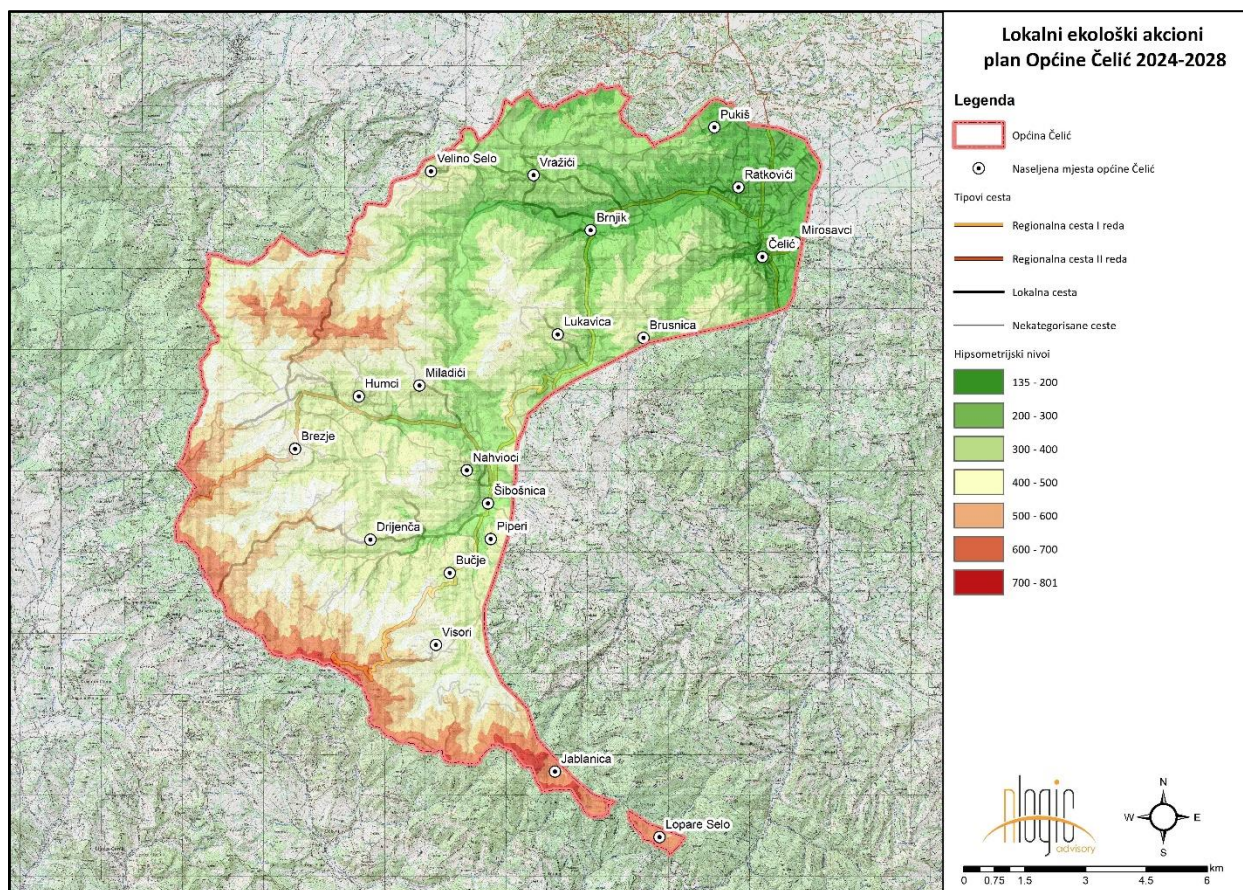 Lokalni ekološki akcioni
plan Općine Čelić 2024-2028
Legenda
Općina Čelić
Naseljena mjesta općine Čelić
Tipovi cesta
Regionalna cesta I reda
Regionalna cesta II reda
Lokalna cesta
Nekategorisane ceste
Hipsometrijski nivoi
135 - 200
200 - 300
300 - 400
400 - 500
500 - 600
600 - 700
700 - 801
Pukiš
Velino Selo
Vražići
Ratkovići
Brnjik
Mirosavci
Čelić
Lukavica
Brusnica
Miladići
Humci
Brezje
Nahvioci
Šibošnica
Drijenča
Piperi
Bučje
Visori
Jablanica
Lopare Selo
nlogic
advisory
N
W
E
S
km
0 0.75 1.5 3 4.5 6